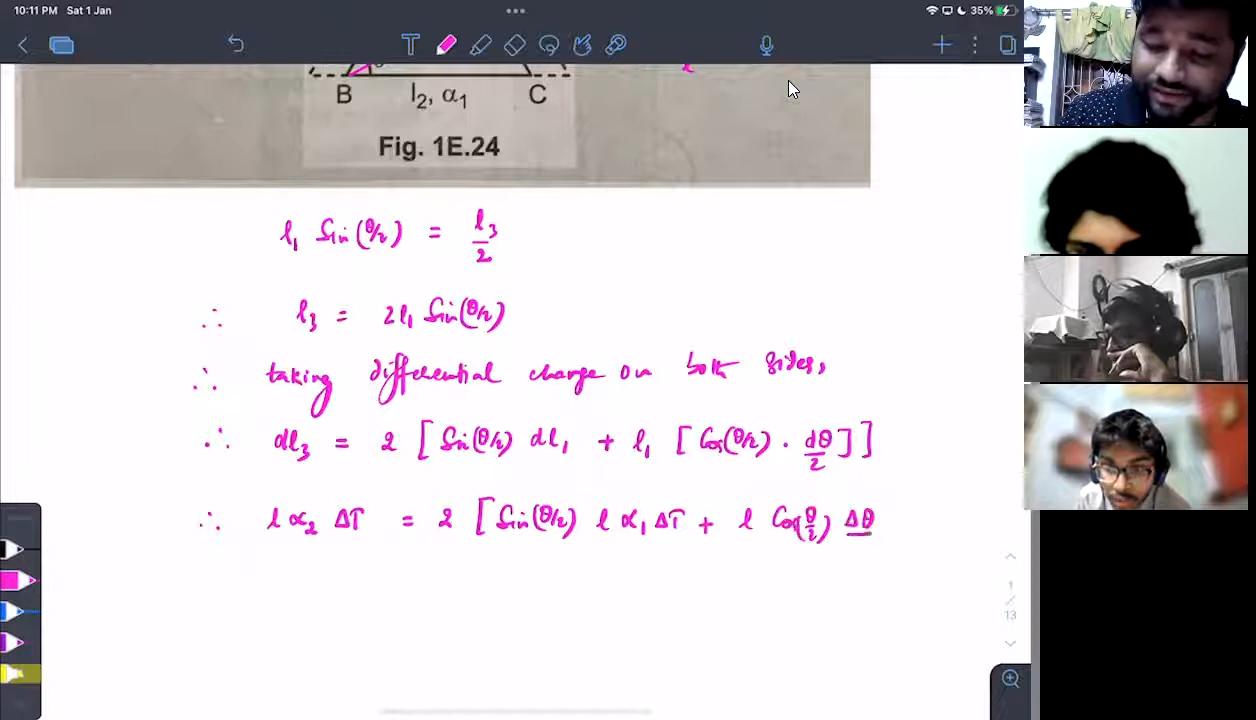 10:11 PM Sat 1 Jan
35%
T
B l₂, α₁ C
Fig. 1E.24
l₁ Sin(θ/2) = l₃/2
∴ l₃ = 2l₁ Sin(θ/2)
∴ taking differential change on both sides,
∴ dl₃ = 2 [Sin(θ/2) dl₁ + l₁ [Cos(θ/2) · dθ/2]]
∴ l α₂ ΔT = 2 [Sin(θ/2) l α₁ ΔT + l Cos(θ/2) Δθ
1
/
13